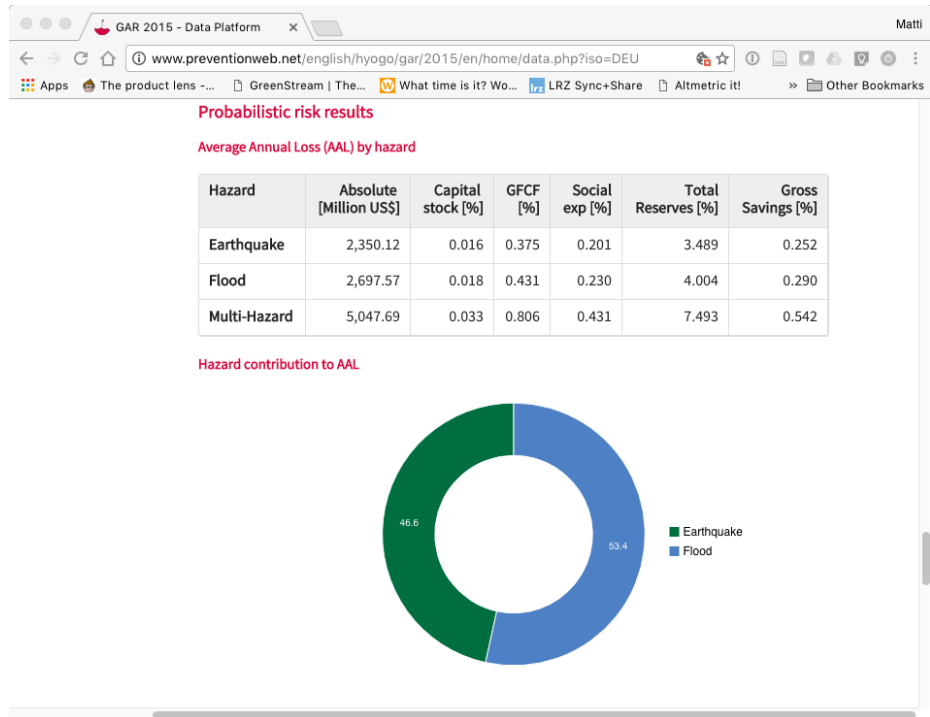 GAR 2015 - Data Platform
Matti
www.preventionweb.net/english/hyogo/gar/2015/en/home/data.php?iso=DEU
Apps The product lens -... GreenStream | The... What time is it? Wo... LRZ Sync+Share Altmetric it! » Other Bookmarks
Probabilistic risk results
Average Annual Loss (AAL) by hazard
Hazard Absolute Capital GFCF Social Total Gross
[Million US$] stock [%] [%] exp [%] Reserves [%] Savings [%]
Earthquake 2,350.12 0.016 0.375 0.201 3.489 0.252
Flood 2,697.57 0.018 0.431 0.230 4.004 0.290
Multi-Hazard 5,047.69 0.033 0.806 0.431 7.493 0.542
Hazard contribution to AAL
46.6
53.4
Earthquake
Flood